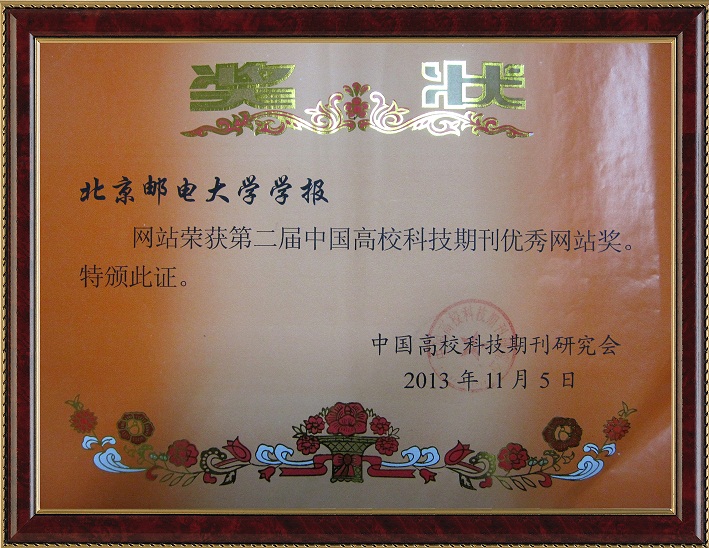 奖状
北京邮电大学学报
网站荣获第二届中国高校科技期刊优秀网站奖。
特颁此证。
中国高校科技期刊研究会
2013年11月5日